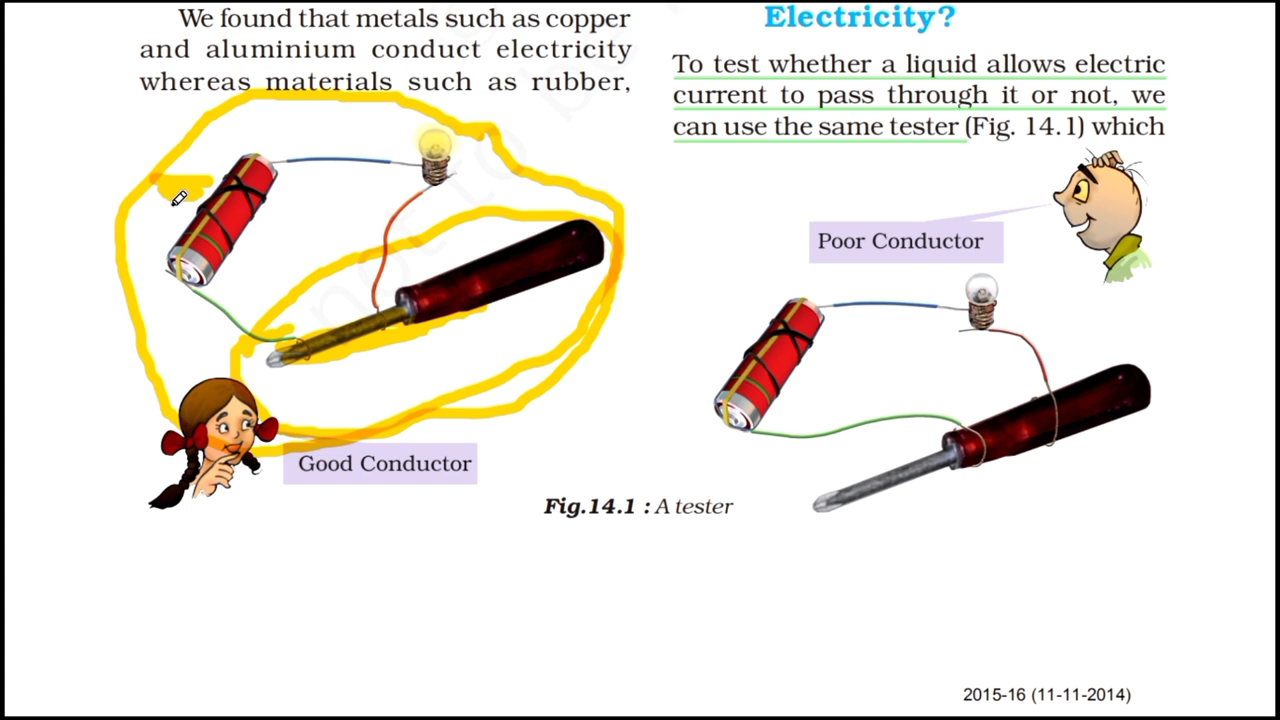 We found that metals such as copper
and aluminium conduct electricity
whereas materials such as rubber,
Electricity?
To test whether a liquid allows electric
current to pass through it or not, we
can use the same tester (Fig. 14.1) which
Poor Conductor
Good Conductor
Fig.14.1 : A tester
2015-16 (11-11-2014)